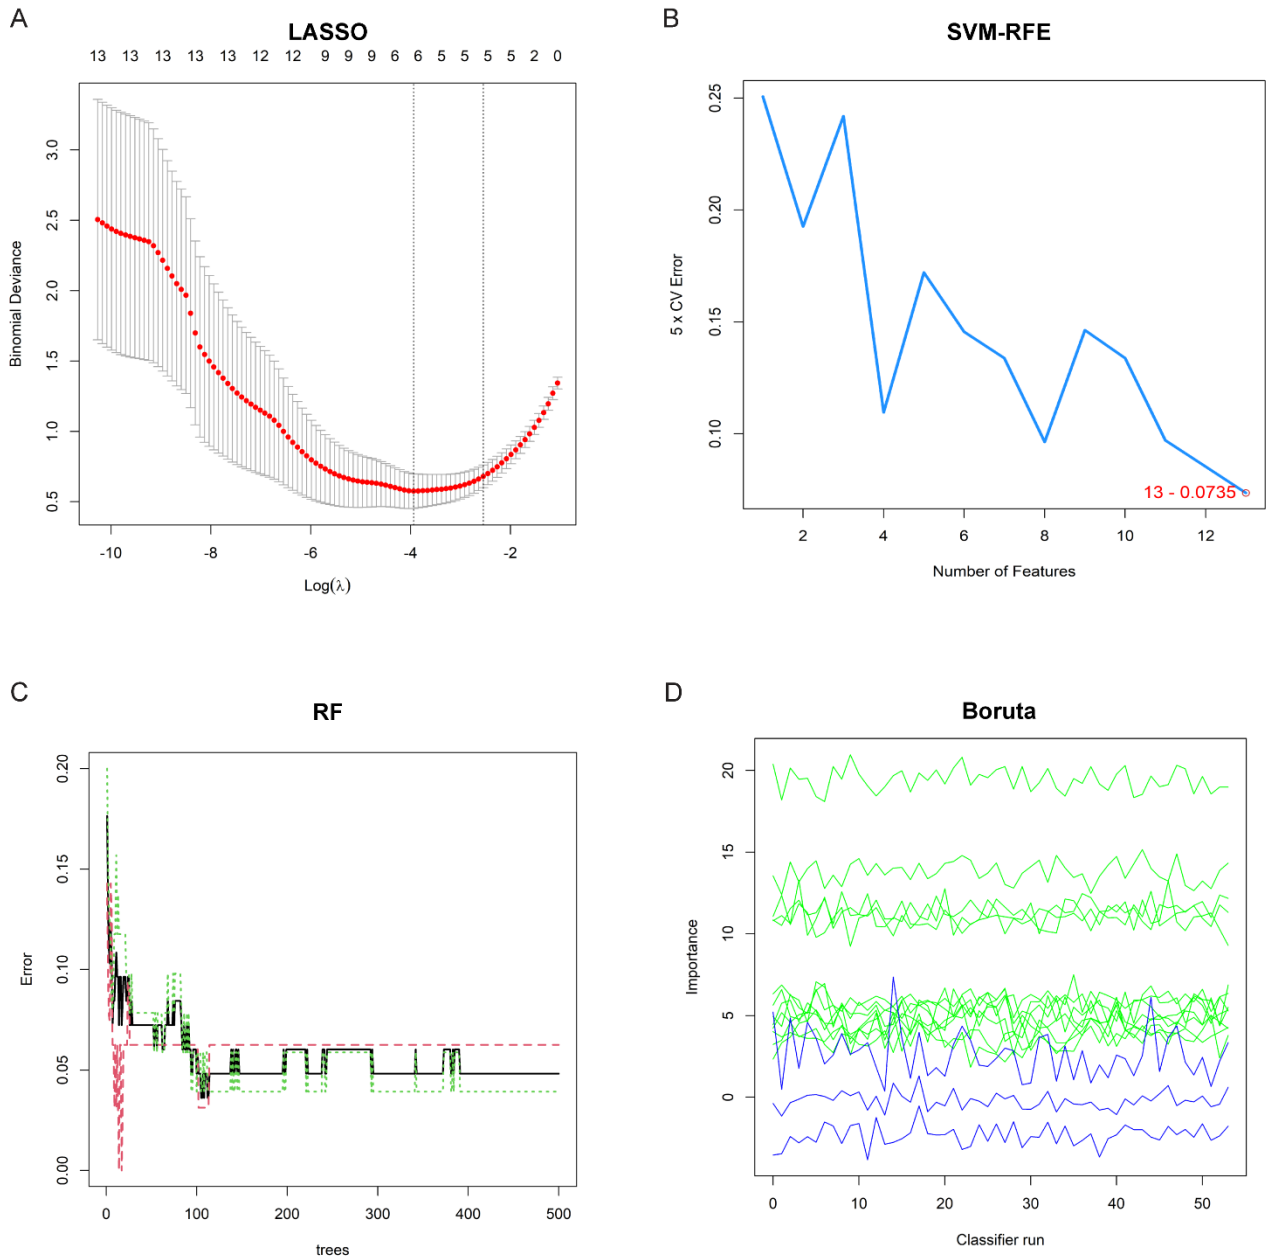 A
LASSO
13 13 13 13 13 12 12 9 9 9 6 6 5 5 5 5 2 0
Binomial Deviance
3.0
2.5
2.0
1.5
1.0
0.5
-10 -8 -6 -4 -2
Log(λ)
B
SVM-RFE
5 x CV Error
0.25
0.20
0.15
0.10
13 - 0.0735
2 4 6 8 10 12
Number of Features
C
RF
Error
0.20
0.15
0.10
0.05
0.00
0 100 200 300 400 500
trees
D
Boruta
Importance
20
15
10
5
0
0 10 20 30 40 50
Classifier run